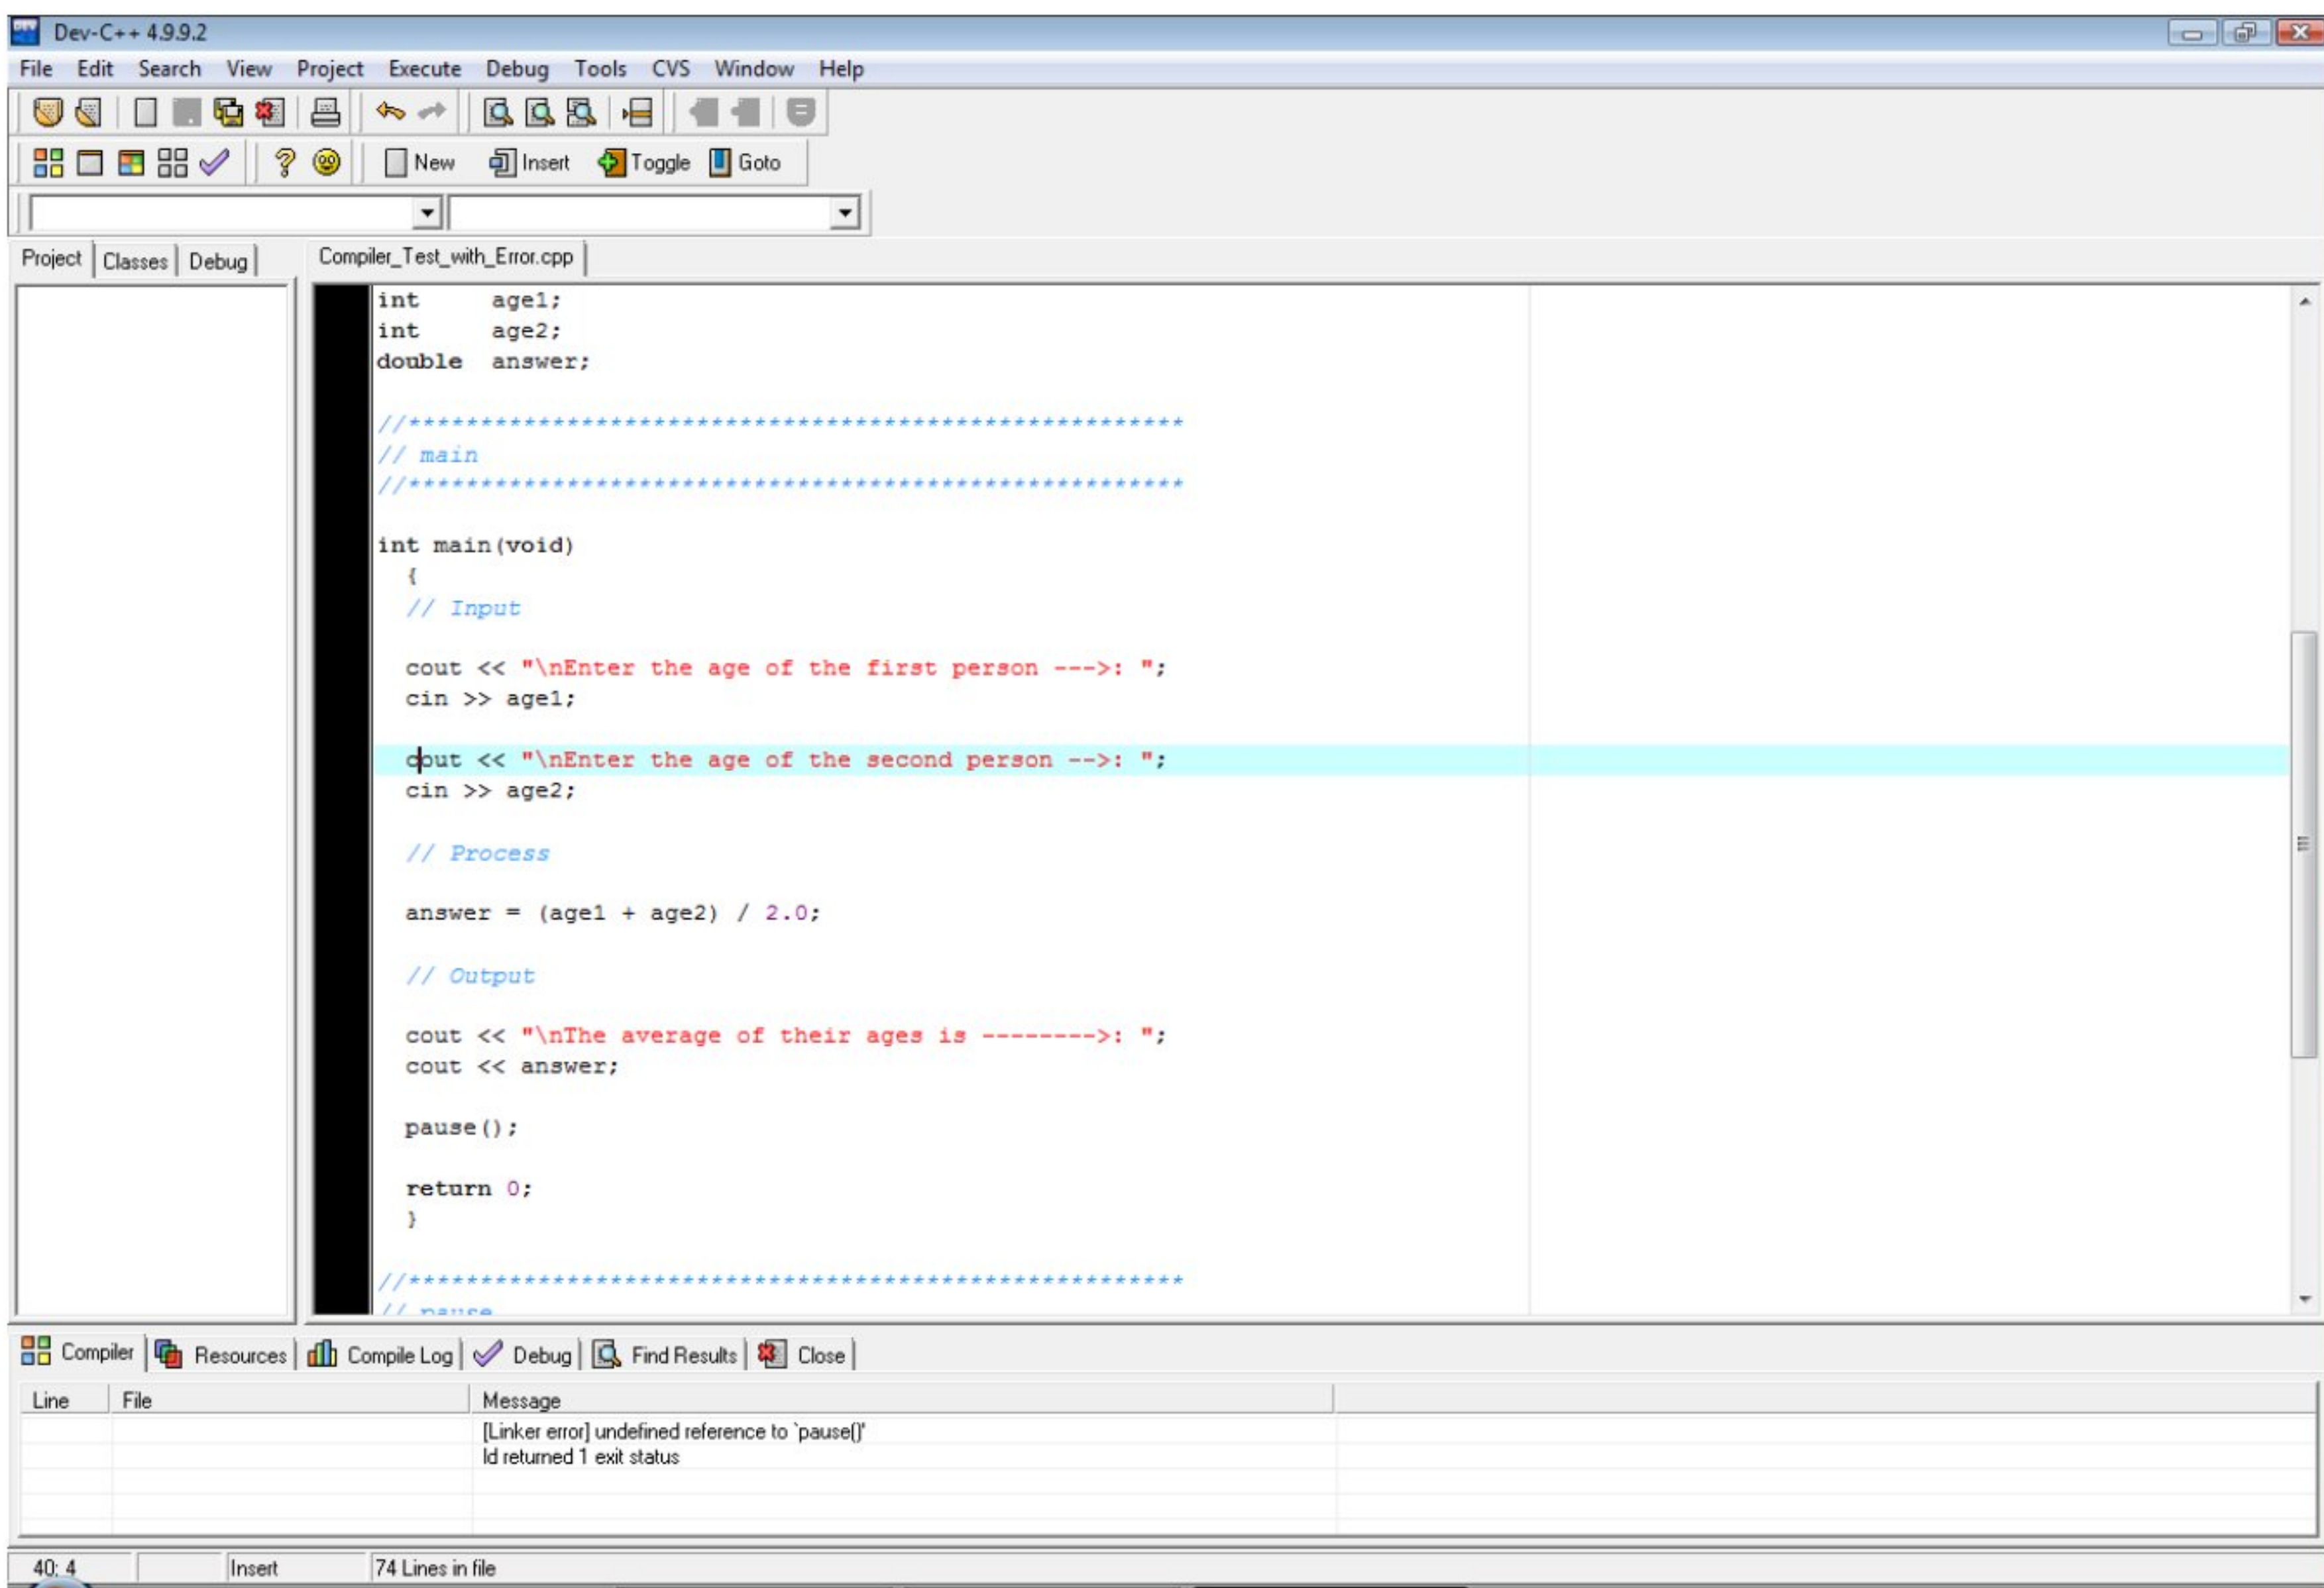 Dev-C++ 4.9.9.2
File Edit Search View Project Execute Debug Tools CVS Window Help
New Insert Toggle Goto
Project Classes Debug Compiler_Test_with_Error.cpp
int age1;
int age2;
double answer;
//******************************************************
// main
//******************************************************
int main(void)
{
// Input
cout << "\nEnter the age of the first person --->: ";
cin >> age1;
cout << "\nEnter the age of the second person -->: ";
cin >> age2;
// Process
answer = (age1 + age2) / 2.0;
// Output
cout << "\nThe average of their ages is -------->: ";
cout << answer;
pause();
return 0;
}
//******************************************************
// pause
Compiler Resources Compile Log Debug Find Results Close
Line File Message
[Linker error] undefined reference to `pause()'
ld returned 1 exit status
40: 4 Insert 74 Lines in file